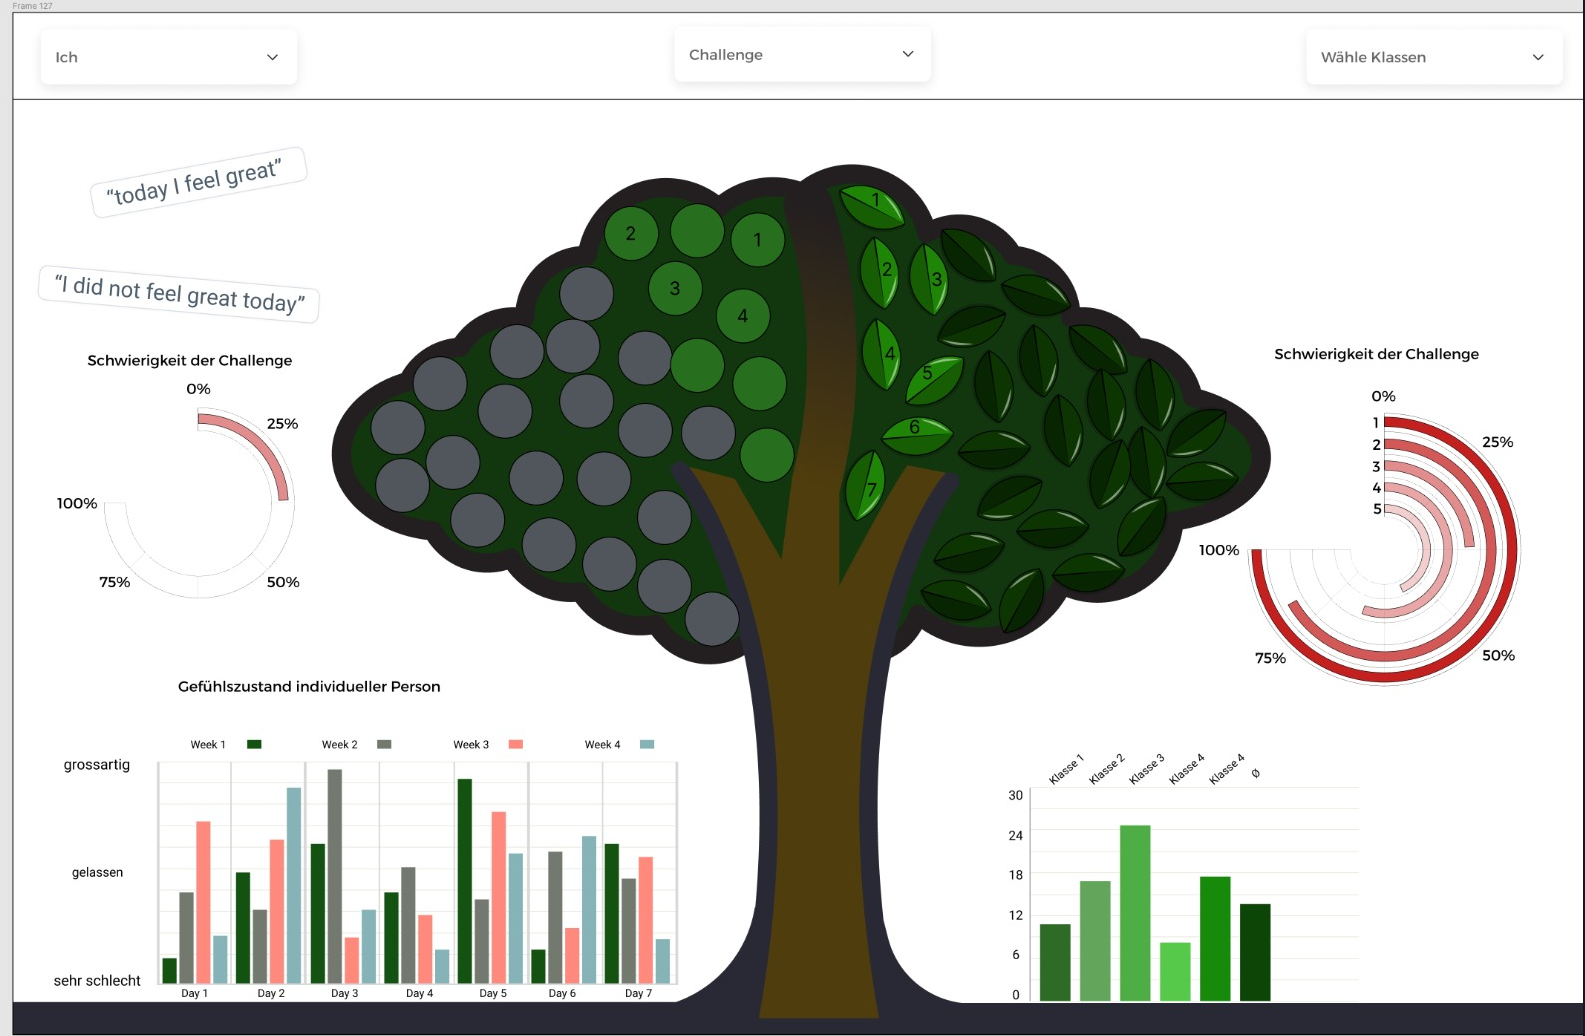 Frame 127
Ich
Challenge
Wähle Klassen
“today I feel great”
“I did not feel great today”
Schwierigkeit der Challenge
0%
25%
50%
75%
100%
2
1
3
4
1
2
3
4
5
6
7
Schwierigkeit der Challenge
0%
1
2
3
4
5
25%
50%
75%
100%
Gefühlszustand individueller Person
Week 1 Week 2 Week 3 Week 4
grossartig
gelassen
sehr schlecht
Day 1 Day 2 Day 3 Day 4 Day 5 Day 6 Day 7
Klasse 1 Klasse 2 Klasse 3 Klasse 4 Klasse 4 Ø
30
24
18
12
6
0